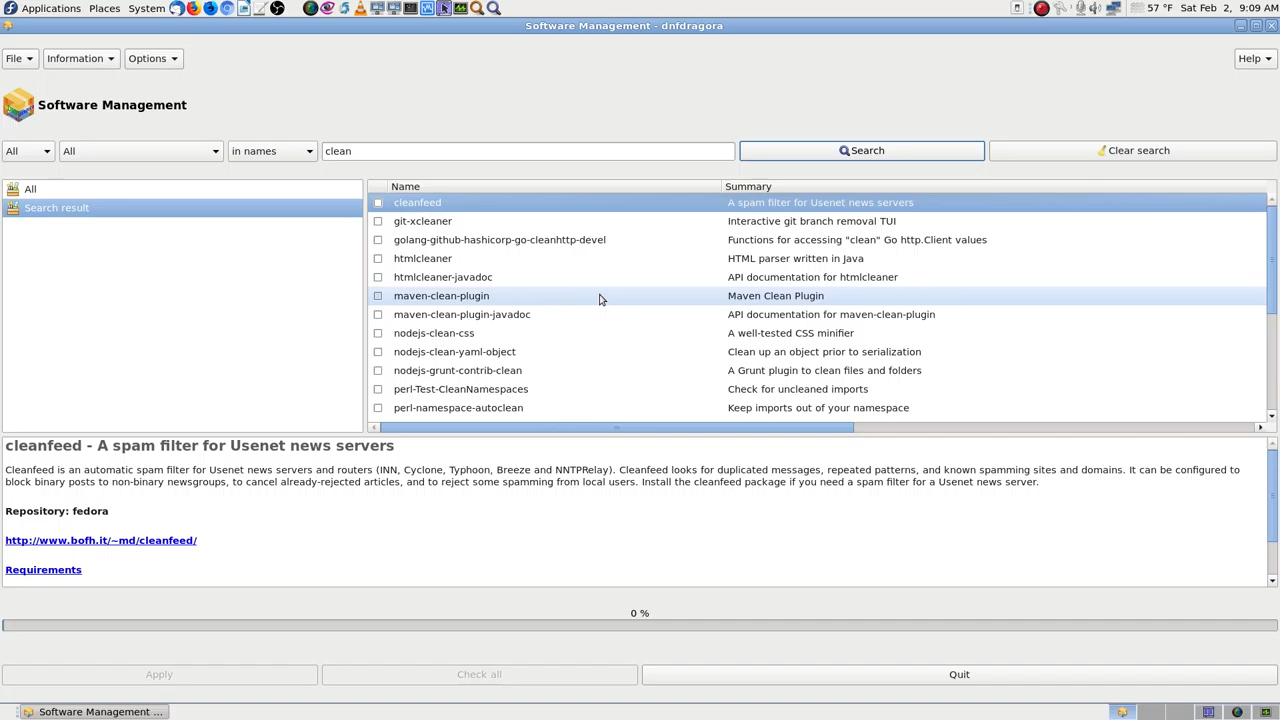 Applications Places System 57 °F Sat Feb 2, 9:09 AM
Software Management - dnfdragora
File Information Options Help
Software Management
All All in names clean Search Clear search
All
Search result
Name Summary
cleanfeed A spam filter for Usenet news servers
git-xcleaner Interactive git branch removal TUI
golang-github-hashicorp-go-cleanhttp-devel Functions for accessing "clean" Go http.Client values
htmlcleaner HTML parser written in Java
htmlcleaner-javadoc API documentation for htmlcleaner
maven-clean-plugin Maven Clean Plugin
maven-clean-plugin-javadoc API documentation for maven-clean-plugin
nodejs-clean-css A well-tested CSS minifier
nodejs-clean-yaml-object Clean up an object prior to serialization
nodejs-grunt-contrib-clean A Grunt plugin to clean files and folders
perl-Test-CleanNamespaces Check for uncleaned imports
perl-namespace-autoclean Keep imports out of your namespace
cleanfeed - A spam filter for Usenet news servers
Cleanfeed is an automatic spam filter for Usenet news servers and routers (INN, Cyclone, Typhoon, Breeze and NNTPRelay). Cleanfeed looks for duplicated messages, repeated patterns, and known spamming sites and domains. It can be configured to
block binary posts to non-binary newsgroups, to cancel already-rejected articles, and to reject some spamming from local users. Install the cleanfeed package if you need a spam filter for a Usenet news server.
Repository: fedora
http://www.bofh.it/~md/cleanfeed/
Requirements
0 %
Apply Check all Quit
Software Management ...